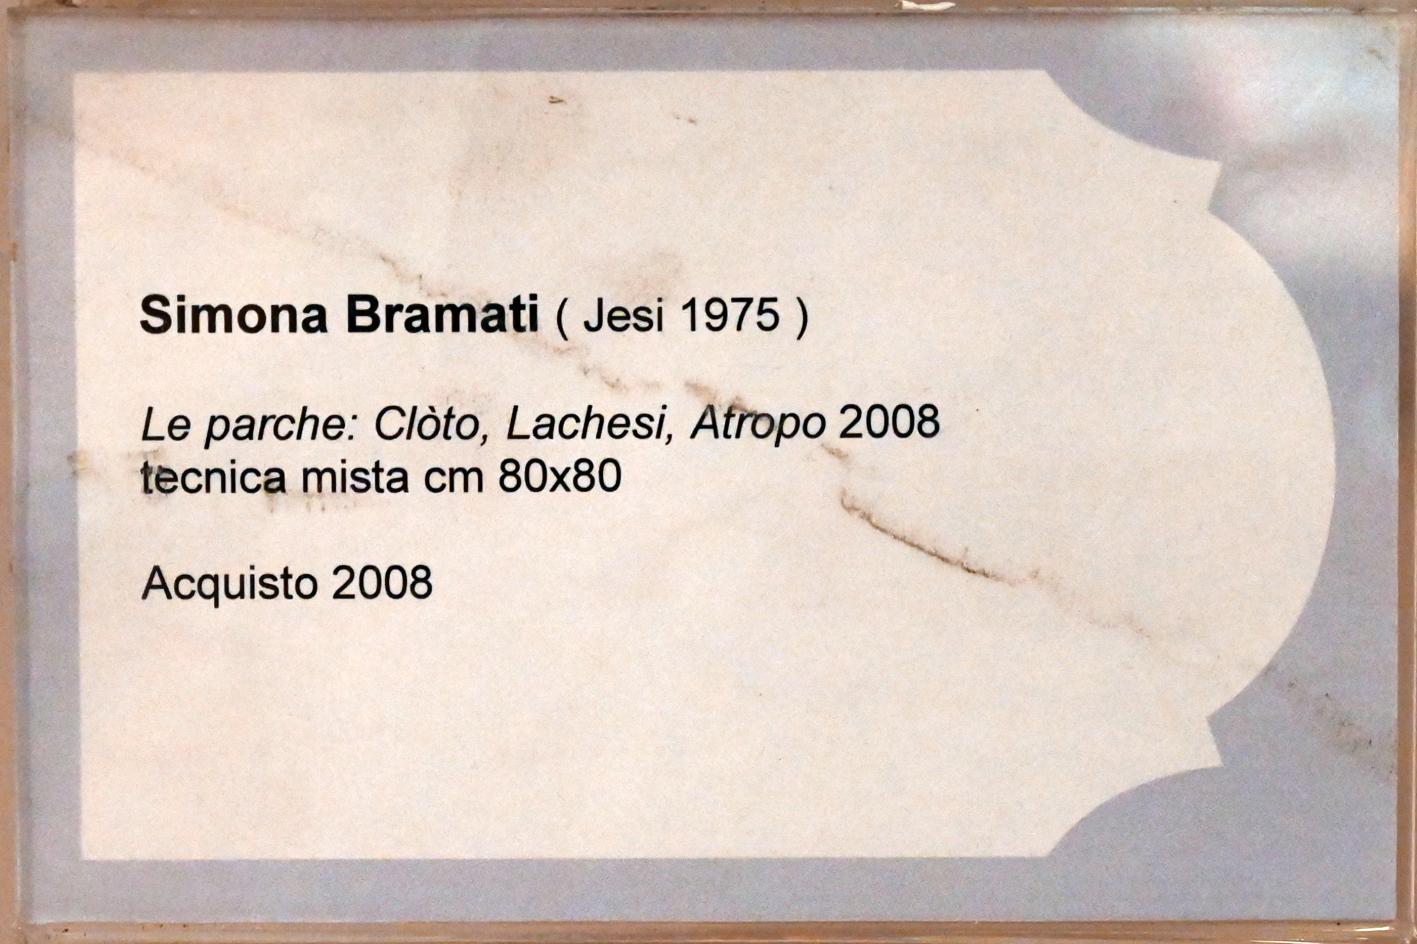 Simona Bramati ( Jesi 1975 )
Le parche: Clòto, Lachesi, Atropo 2008
tecnica mista cm 80x80
Acquisto 2008